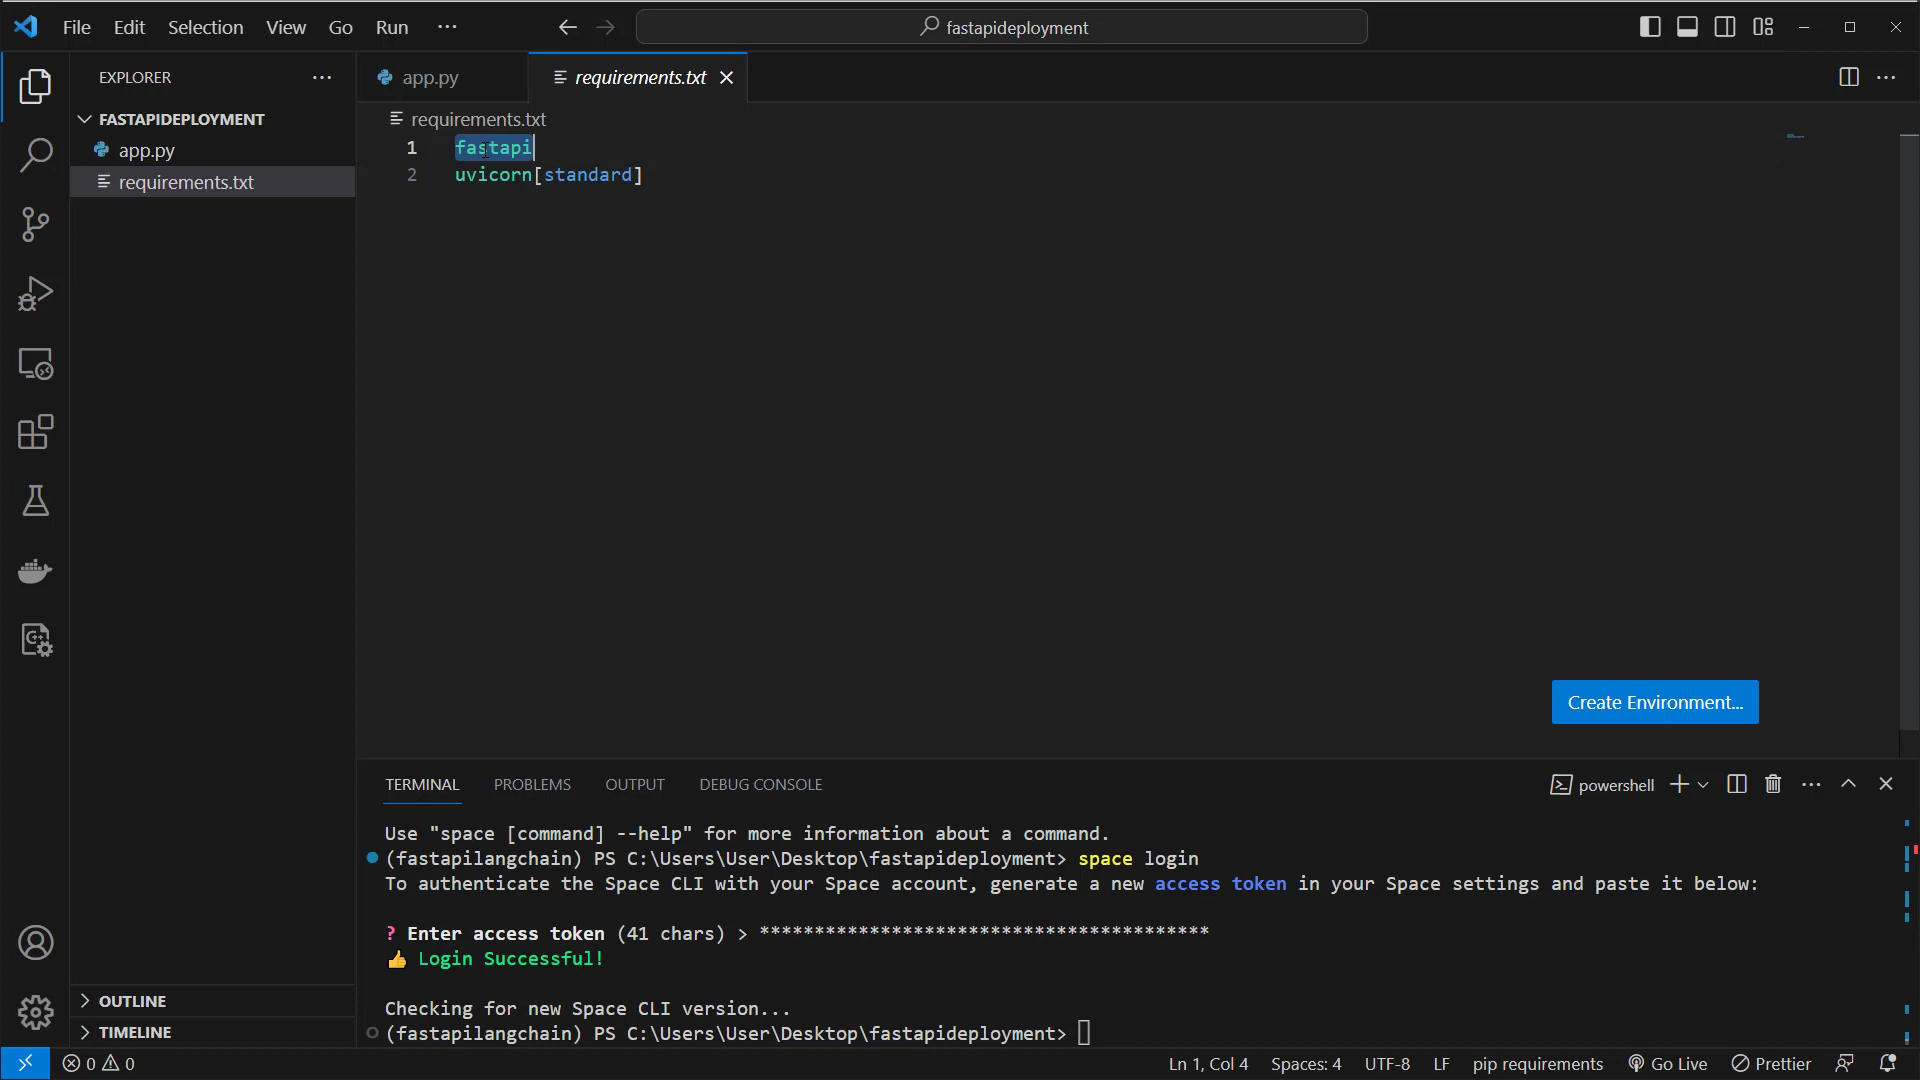 File Edit Selection View Go Run ···
fastapideployment
EXPLORER
FASTAPIDEPLOYMENT
app.py
requirements.txt
OUTLINE
TIMELINE
app.py
requirements.txt
requirements.txt
1 fastapi
2 uvicorn[standard]
Create Environment...
TERMINAL PROBLEMS OUTPUT DEBUG CONSOLE
powershell
Use "space [command] --help" for more information about a command.
(fastapilangchain) PS C:\Users\User\Desktop\fastapideployment> space login
To authenticate the Space CLI with your Space account, generate a new access token in your Space settings and paste it below:
? Enter access token (41 chars) > *****************************************
👍 Login Successful!
Checking for new Space CLI version...
(fastapilangchain) PS C:\Users\User\Desktop\fastapideployment>
0 0
Ln 1, Col 4 Spaces: 4 UTF-8 LF pip requirements Go Live Prettier